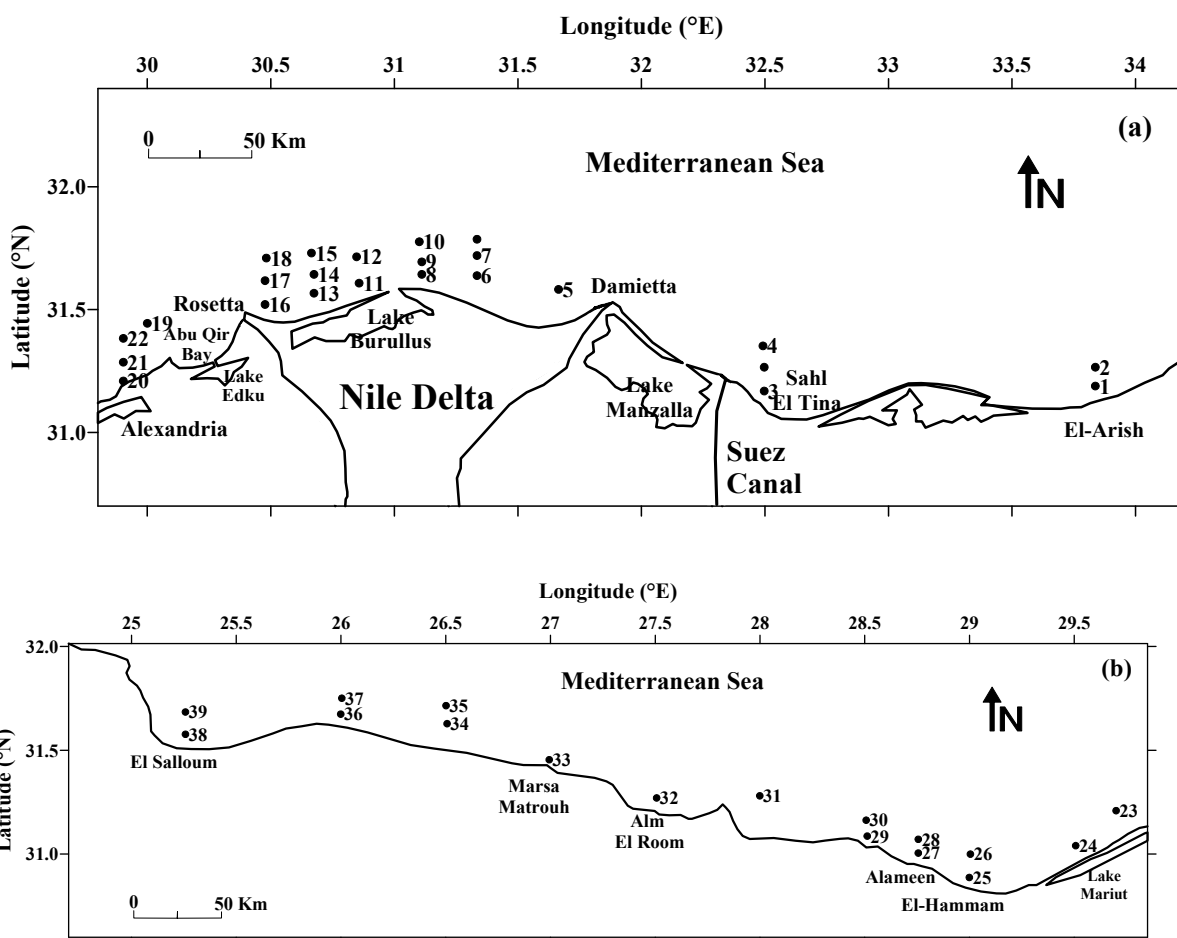 Longitude (°E)
30 30.5 31 31.5 32 32.5 33 33.5 34
(a)
0 50 Km
Mediterranean Sea
N
Latitude (°N)
32.0
31.5
31.0
10
15
12
18
9
7
14
8
6
17
11
13
16
5
Damietta
Rosetta
Lake
Burullus
19
22
Abu Qir
Bay
21
20
Lake
Edku
4
2
Sahl
El Tina
3
1
Nile Delta
Lake
Manzalla
Alexandria
El-Arish
Suez
Canal
Longitude (°E)
25 25.5 26 26.5 27 27.5 28 28.5 29 29.5
(b)
Mediterranean Sea
N
Latitude (°N)
32.0
31.5
31.0
37
39
36
35
34
38
El Salloum
33
Marsa
Matrouh
32
31
Alm
El Room
30
29
28
27
26
25
23
24
Alameen
El-Hammam
Lake
Mariut
0 50 Km